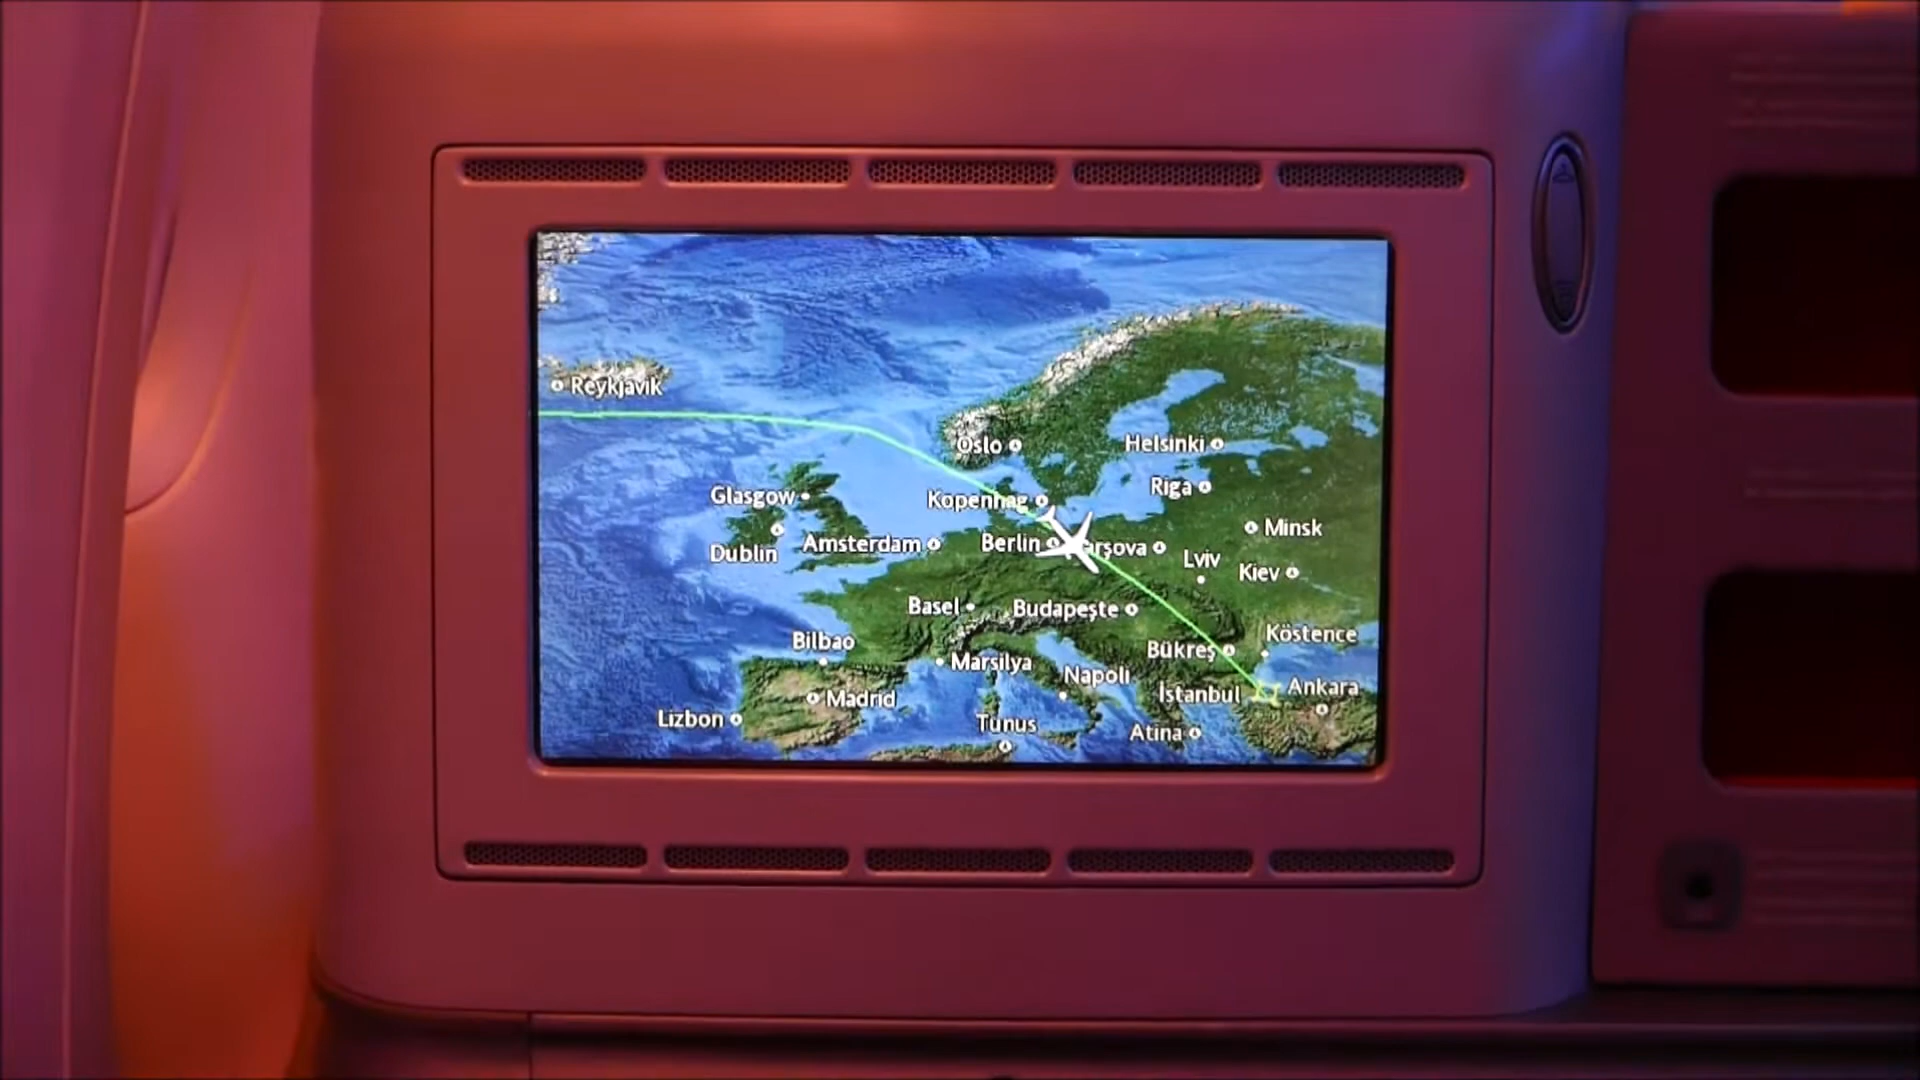 Reykjavik
Oslo
Helsinki
Riga
Glasgow
Kopenhag
Minsk
Dublin
Amsterdam
Berlin
arşova
Lviv
Kiev
Basel
Budapeşte
Köstence
Bilbao
Bükreş
Marsilya
Napoli
Ankara
İstanbul
Madrid
Lizbon
Tunus
Atina